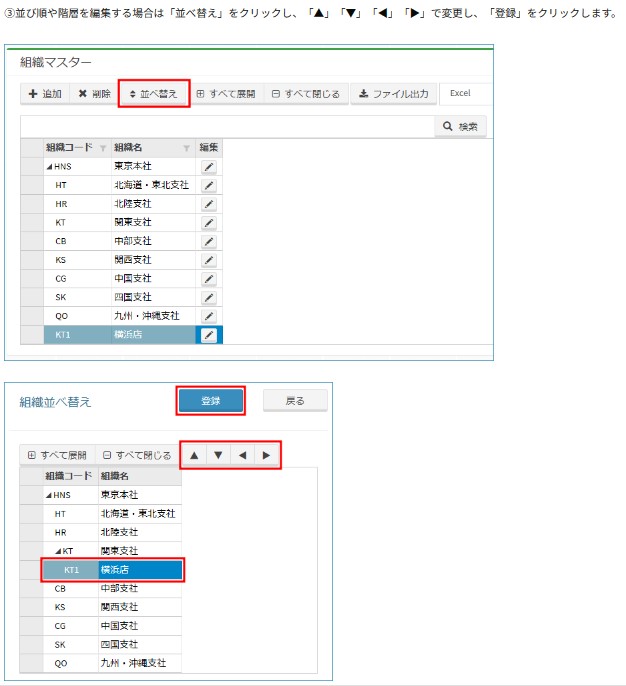 ③並び順や階層を編集する場合は「並べ替え」をクリックし、「▲」「▼」「◀」「▶」で変更し、「登録」をクリックします。
組織マスター
追加 削除 並べ替え すべて展開 すべて閉じる ファイル出力 Excel
検索
組織コード 組織名 編集
HNS 東京本社
HT 北海道・東北支社
HR 北陸支社
KT 関東支社
CB 中部支社
KS 関西支社
CG 中国支社
SK 四国支社
QO 九州・沖縄支社
KT1 横浜店
組織並べ替え 登録 戻る
すべて展開 すべて閉じる ▲ ▼ ◀ ▶
組織コード 組織名
HNS 東京本社
HT 北海道・東北支社
HR 北陸支社
KT 関東支社
KT1 横浜店
CB 中部支社
KS 関西支社
CG 中国支社
SK 四国支社
QO 九州・沖縄支社